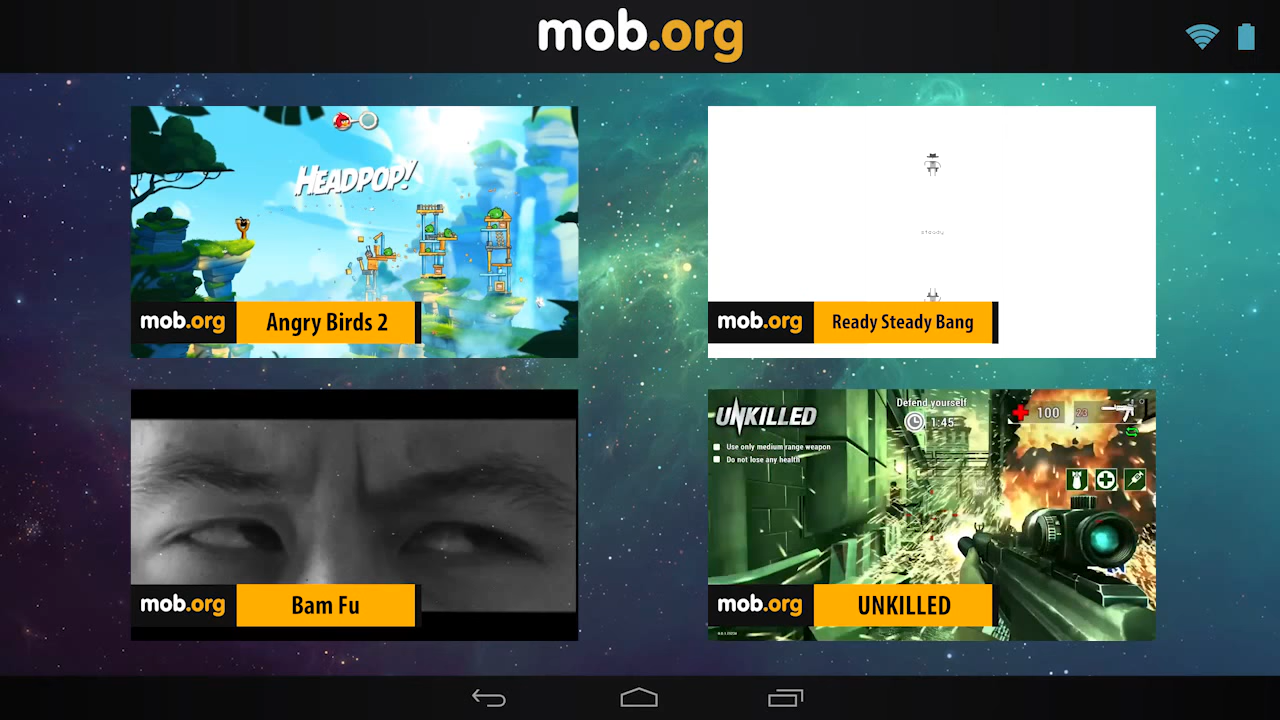 mob.org
HEADPOP!
mob.org Angry Birds 2
steady
mob.org Ready Steady Bang
mob.org Bam Fu
UNKILLED
Defend yourself
1:45
100
23
Use only medium range weapon
Do not lose any health
mob.org UNKILLED